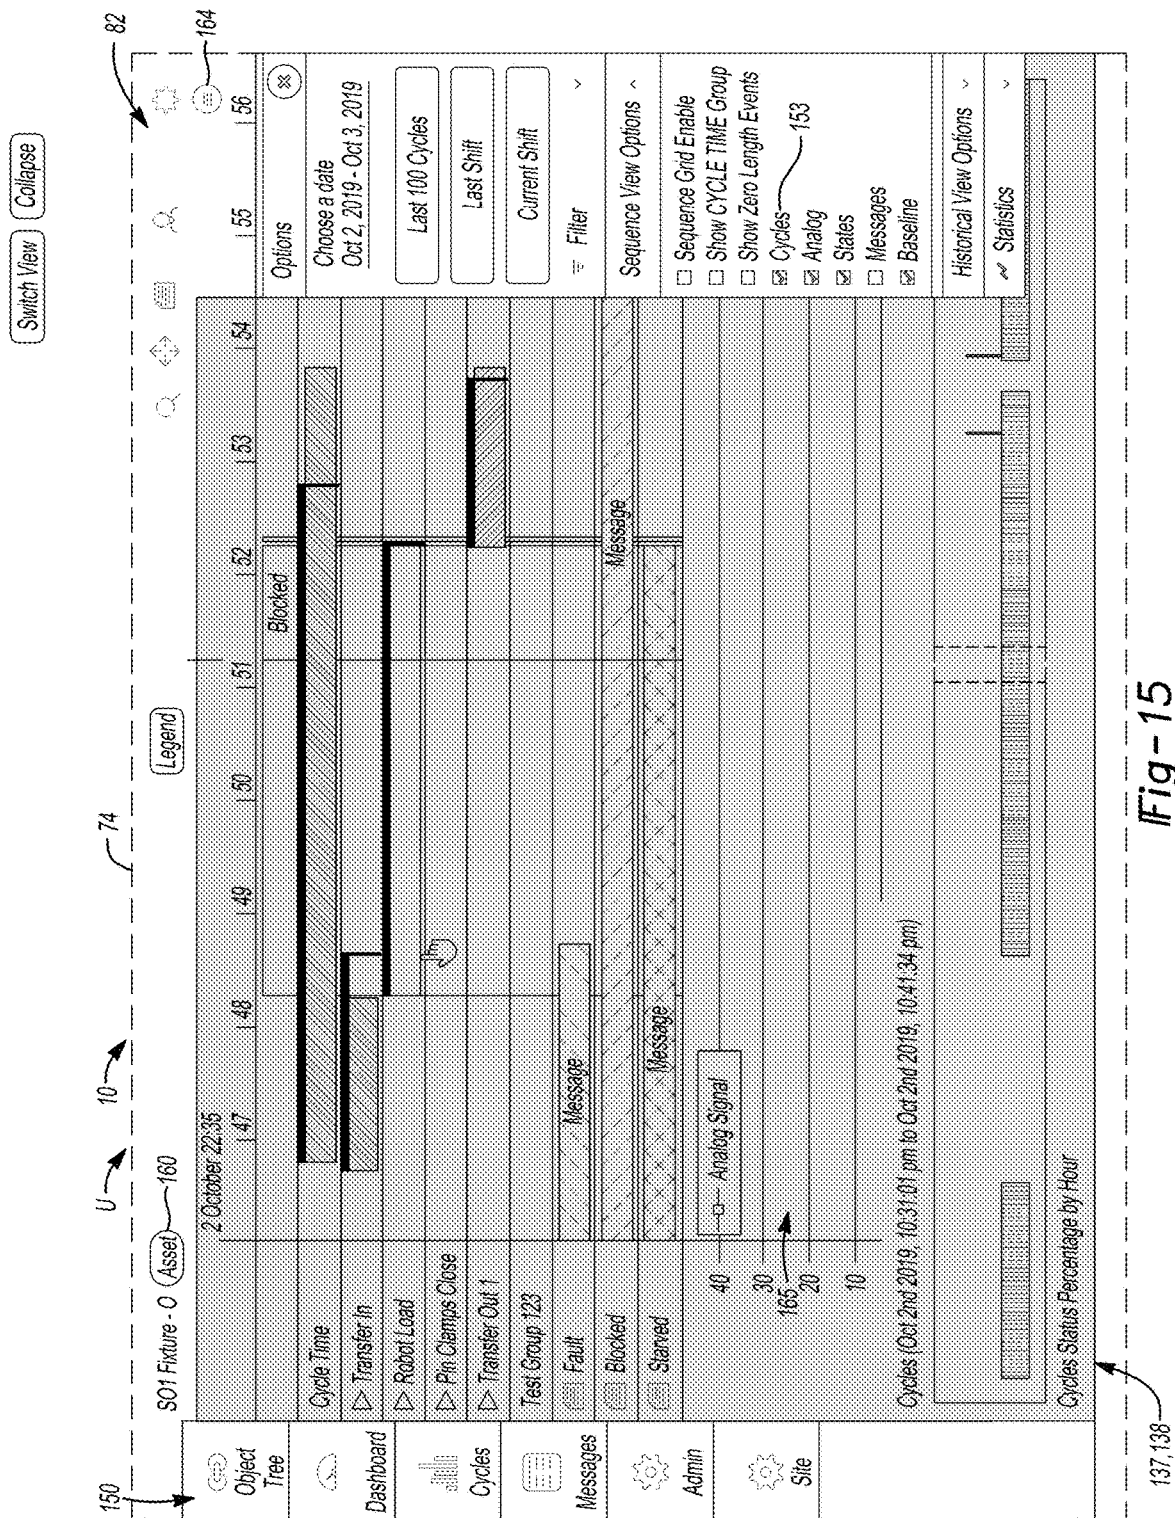 Switch View
Collapse
U
10
74
82
SO1 Fixture - O
Asset
160
Legend
164
150
Object
Tree
Dashboard
Cycles
Messages
Admin
Site
2 October 22:35
47
48
49
50
51
52
53
54
55
56
Blocked
Cycle Time
▷ Transfer In
▷ Robot Load
▷ Pin Clamps Close
▷ Transfer Out 1
Test Group 123
Fault
Message
Blocked
Message
Starved
Message
Analog Signal
40
30
20
10
165
Options
Choose a date
Oct 2, 2019 - Oct 3, 2019
Last 100 Cycles
Last Shift
Current Shift
Filter
Sequence View Options
Sequence Grid Enable
Show CYCLE TIME Group
Show Zero Length Events
Cycles
153
Analog
States
Messages
Baseline
Historical View Options
Statistics
Cycles (Oct 2nd 2019, 10:31:01 pm to Oct 2nd 2019, 10:41:34 pm)
Cycles Status Percentage by Hour
137,138
Fig-15